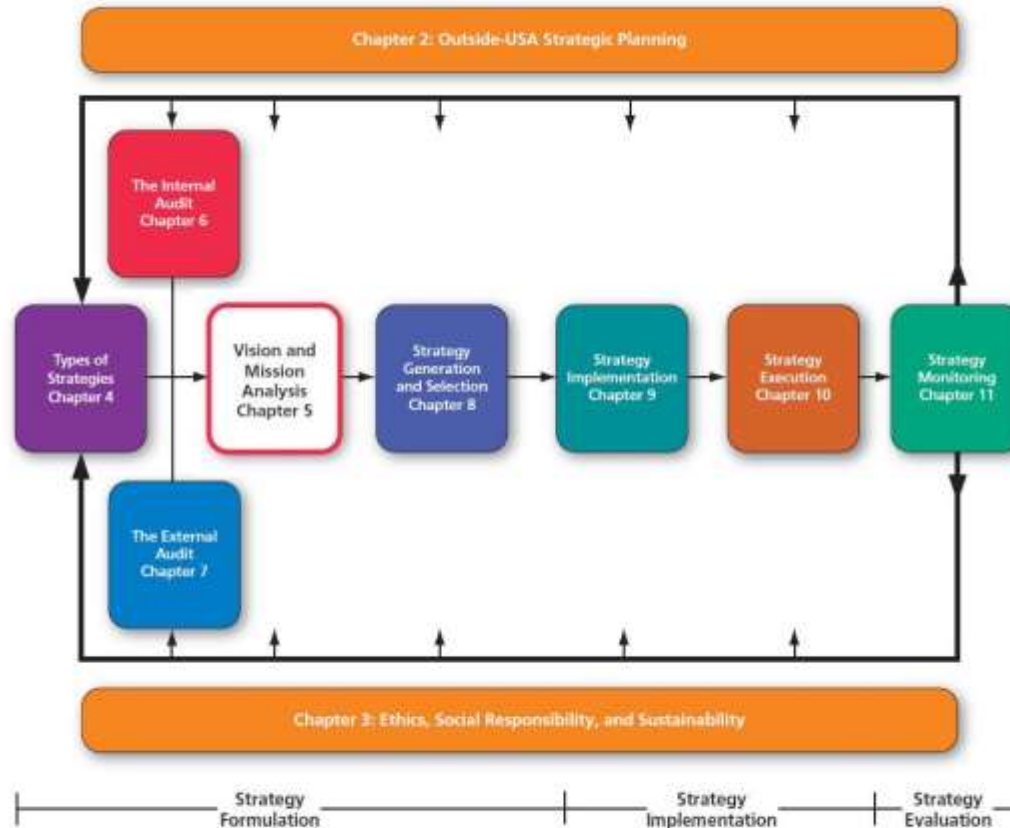 Chapter 2: Outside-USA Strategic Planning
The Internal
Audit
Chapter 6
Types of
Strategies
Chapter 4
Vision and
Mission
Analysis
Chapter 5
Strategy
Generation
and Selection
Chapter 8
Strategy
Implementation
Chapter 9
Strategy
Execution
Chapter 10
Strategy
Monitoring
Chapter 11
The External
Audit
Chapter 7
Chapter 3: Ethics, Social Responsibility, and Sustainability
Strategy
Formulation
Strategy
Implementation
Strategy
Evaluation